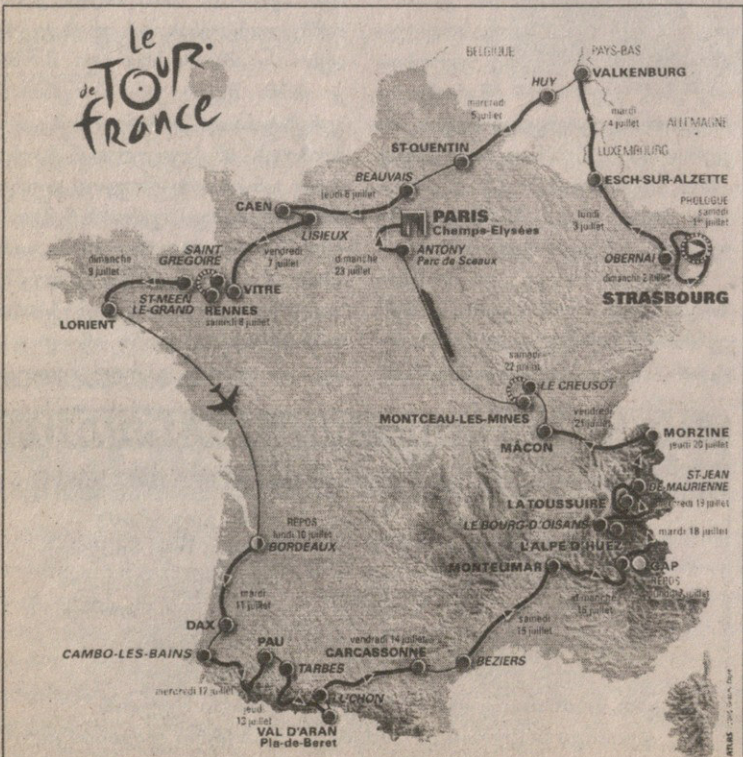 Le
de TOUR
france
BELGIQUE
PAYS-BAS
HUY
VALKENBURG
mercredi
5 juillet
mardi
4 juillet
ALLEMAGNE
ST-QUENTIN
LUXEMBOURG
BEAUVAIS
ESCH-SUR-ALZETTE
jeudi 6 juillet
CAEN
PARIS
Champs-Elysées
LISIEUX
lundi
3 juillet
PROLOGUE
samedi
1er juillet
SAINT
GREGOIRE
vendredi
7 juillet
dimanche
23 juillet
ANTONY
Parc de Sceaux
OBERNAI
dimanche 2 juillet
dimanche
9 juillet
VITRE
STRASBOURG
ST-MEEN
LE-GRAND
RENNES
samedi 8 juillet
LORIENT
samedi
22 juillet
LE CREUSOT
MONTCEAU-LES-MINES
vendredi
21 juillet
MÂCON
MORZINE
jeudi 20 juillet
ST-JEAN
DE MAURIENNE
LA TOUSSUIRE
mercredi 19 juillet
LE BOURG-D'OISANS
mardi 18 juillet
REPOS
lundi 10 juillet
BORDEAUX
L'ALPE D'HUEZ
MONTELIMAR
GAP
REPOS
mardi
11 juillet
dimanche
samedi
15 juillet
DAX
PAU
vendredi 14 juillet
CARCASSONNE
CAMBO-LES-BAINS
TARBES
BEZIERS
mercredi 12 juillet
LUCHON
jeudi
juillet
VAL D'ARAN
Pla-de-Beret